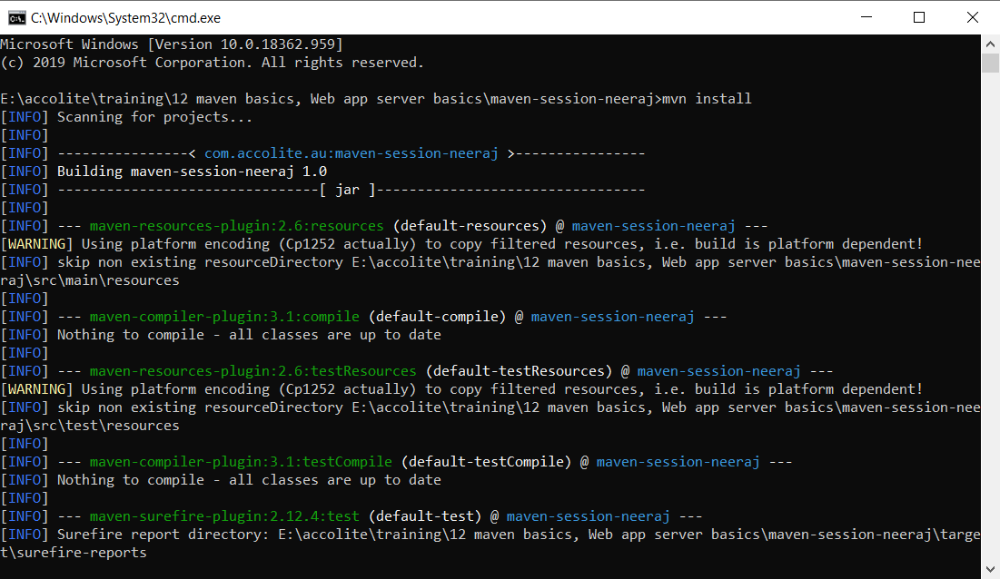 C:\Windows\System32\cmd.exe
Microsoft Windows [Version 10.0.18362.959]
(c) 2019 Microsoft Corporation. All rights reserved.
E:\accolite\training\12 maven basics, Web app server basics\maven-session-neeraj>mvn install
[INFO] Scanning for projects...
[INFO]
[INFO] ----------------< com.accolite.au:maven-session-neeraj >----------------
[INFO] Building maven-session-neeraj 1.0
[INFO] --------------------------------[ jar ]---------------------------------
[INFO]
[INFO] --- maven-resources-plugin:2.6:resources (default-resources) @ maven-session-neeraj ---
[WARNING] Using platform encoding (Cp1252 actually) to copy filtered resources, i.e. build is platform dependent!
[INFO] skip non existing resourceDirectory E:\accolite\training\12 maven basics, Web app server basics\maven-session-nee
raj\src\main\resources
[INFO]
[INFO] --- maven-compiler-plugin:3.1:compile (default-compile) @ maven-session-neeraj ---
[INFO] Nothing to compile - all classes are up to date
[INFO]
[INFO] --- maven-resources-plugin:2.6:testResources (default-testResources) @ maven-session-neeraj ---
[WARNING] Using platform encoding (Cp1252 actually) to copy filtered resources, i.e. build is platform dependent!
[INFO] skip non existing resourceDirectory E:\accolite\training\12 maven basics, Web app server basics\maven-session-nee
raj\src\test\resources
[INFO]
[INFO] --- maven-compiler-plugin:3.1:testCompile (default-testCompile) @ maven-session-neeraj ---
[INFO] Nothing to compile - all classes are up to date
[INFO]
[INFO] --- maven-surefire-plugin:2.12.4:test (default-test) @ maven-session-neeraj ---
[INFO] Surefire report directory: E:\accolite\training\12 maven basics, Web app server basics\maven-session-neeraj\targe
t\surefire-reports